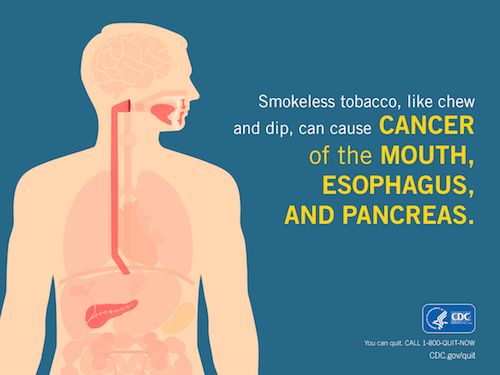 Smokeless tobacco, like chew
and dip, can cause CANCER
of the MOUTH,
ESOPHAGUS,
AND PANCREAS.
CDC
You can quit. CALL 1-800-QUIT-NOW
CDC.gov/quit